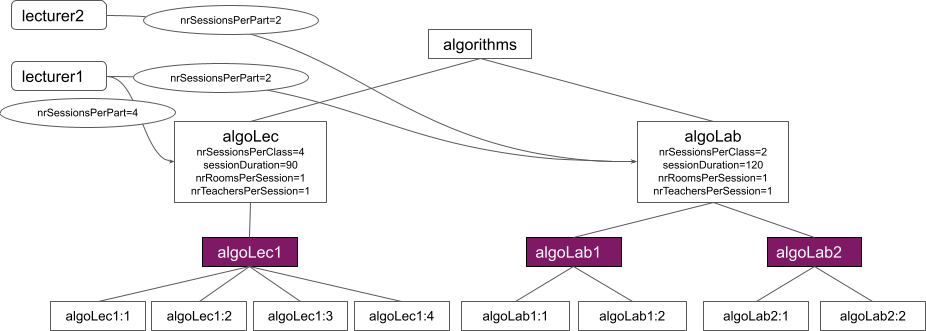 lecturer2
nrSessionsPerPart=2
algorithms
lecturer1
nrSessionsPerPart=2
nrSessionsPerPart=4
algoLec
nrSessionsPerClass=4
sessionDuration=90
nrRoomsPerSession=1
nrTeachersPerSession=1
algoLab
nrSessionsPerClass=2
sessionDuration=120
nrRoomsPerSession=1
nrTeachersPerSession=1
algoLec1
algoLab1
algoLab2
algoLec1:1
algoLec1:2
algoLec1:3
algoLec1:4
algoLab1:1
algoLab1:2
algoLab2:1
algoLab2:2